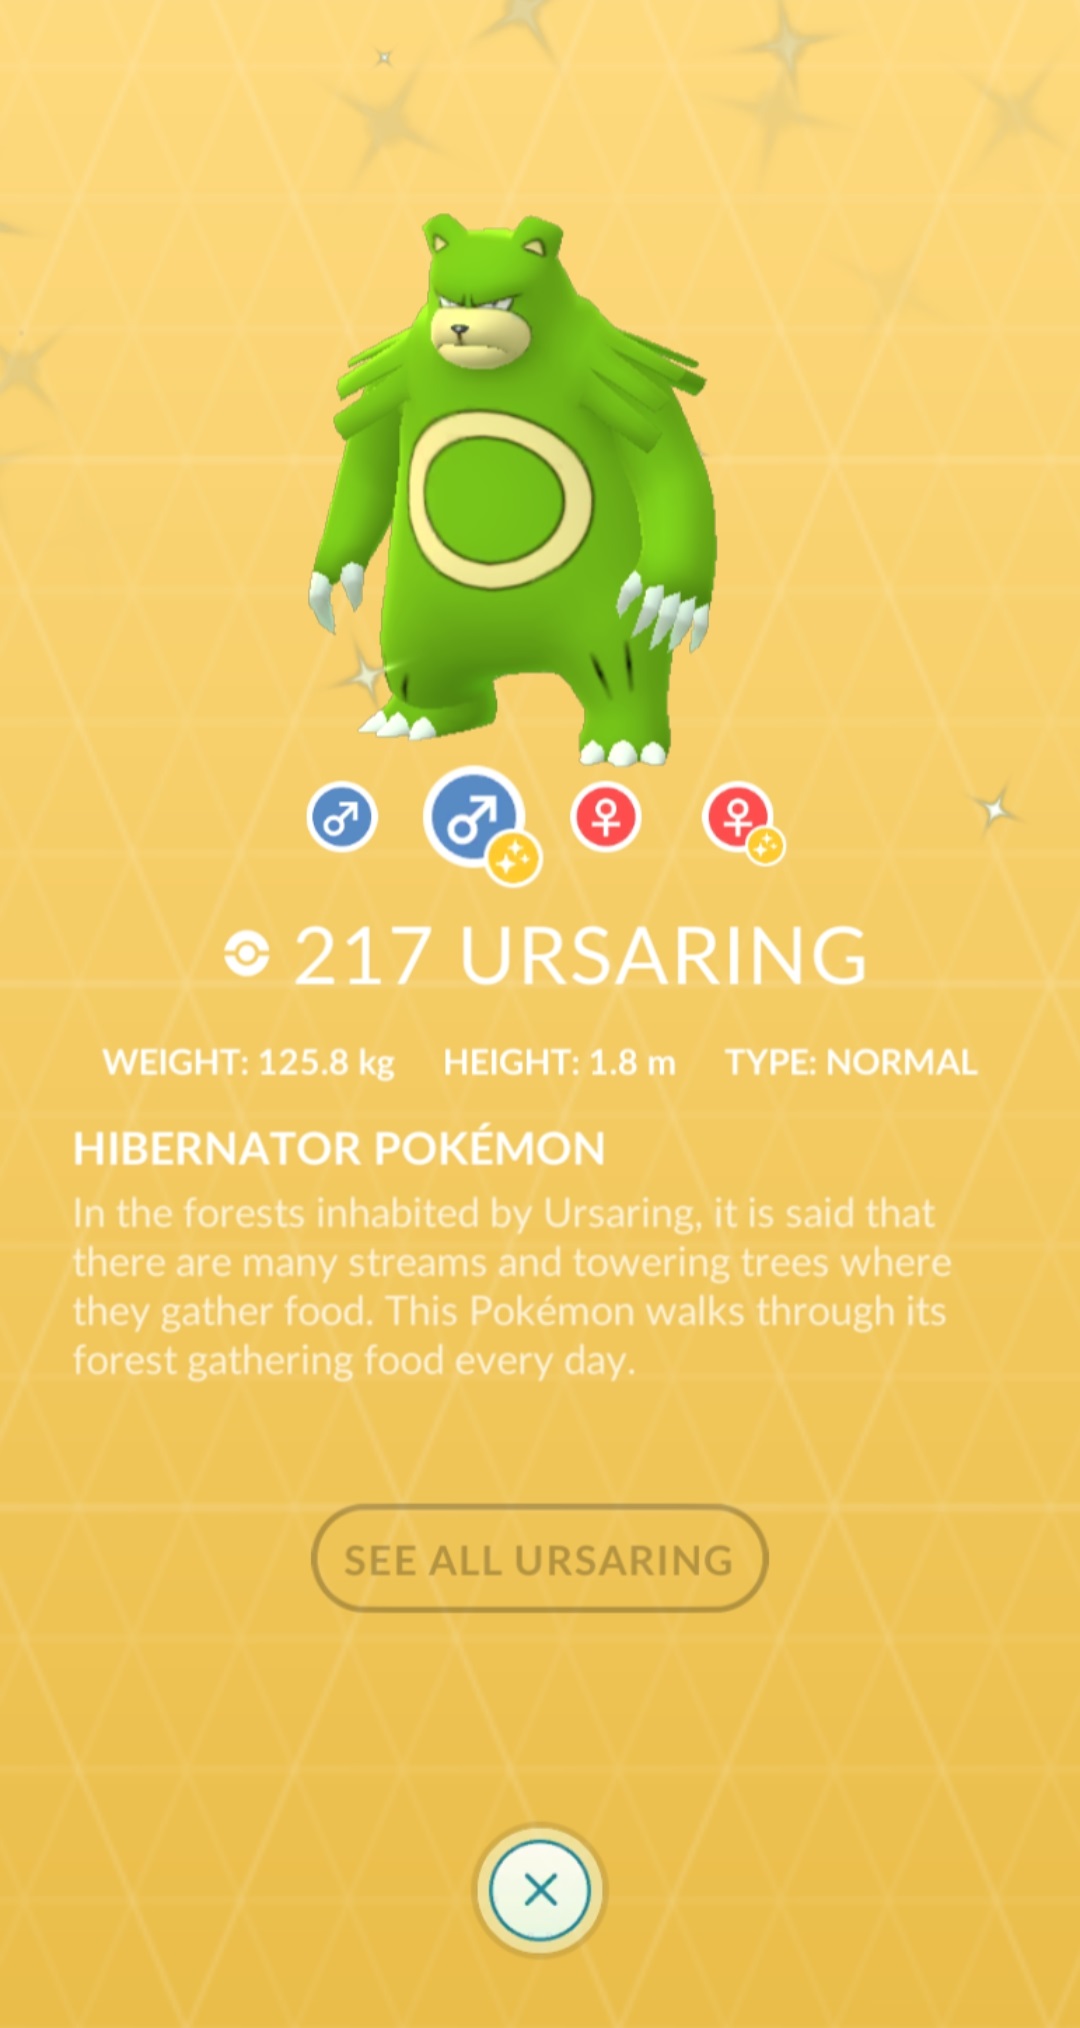 217 URSARING
WEIGHT: 125.8 kg HEIGHT: 1.8 m TYPE: NORMAL
HIBERNATOR POKÉMON
In the forests inhabited by Ursaring, it is said that
there are many streams and towering trees where
they gather food. This Pokémon walks through its
forest gathering food every day.
SEE ALL URSARING